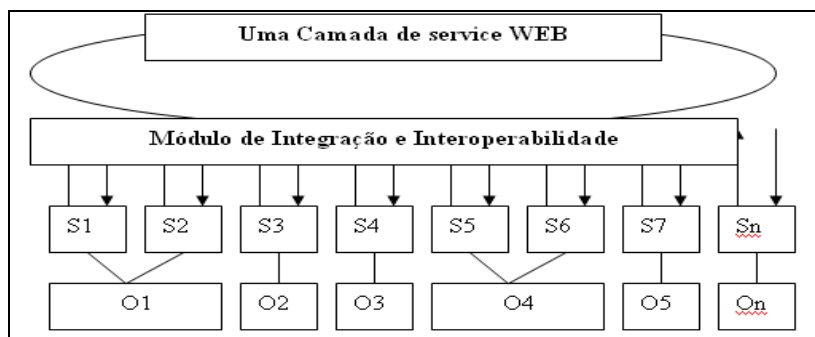 Uma Camada de service WEB
Módulo de Integração e Interoperabilidade
S1 S2 S3 S4 S5 S6 S7 Sn
O1 O2 O3 O4 O5 On